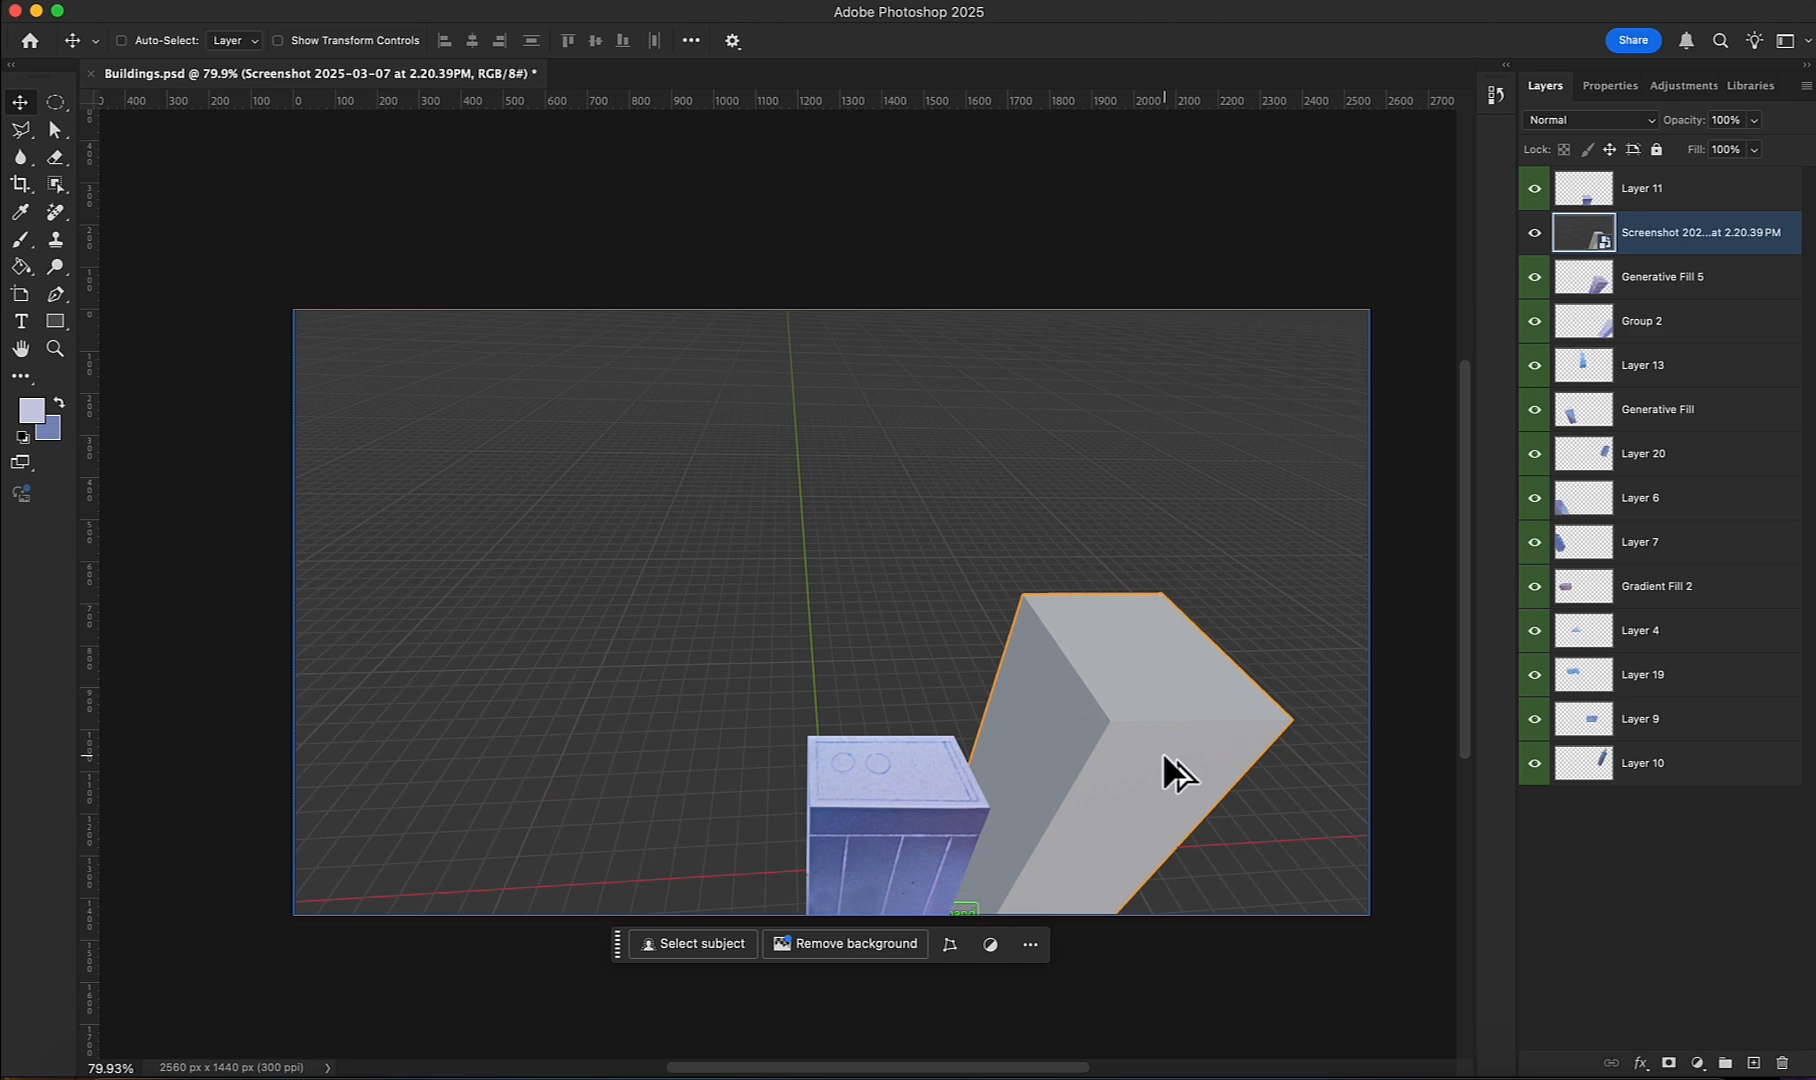 Adobe Photoshop 2025
Auto-Select: Layer Show Transform Controls Share
Buildings.psd @ 79.9% (Screenshot 2025-03-07 at 2.20.39PM, RGB/8#) *
400 300 200 100 0 100 200 300 400 500 600 700 800 900 1000 1100 1200 1300 1400 1500 1600 1700 1800 1900 2000 2100 2200 2300 2400 2500 2600 2700
Layers Properties Adjustments Libraries
Normal Opacity: 100%
Lock: Fill: 100%
Layer 11
Screenshot 202...at 2.20.39 PM
Generative Fill 5
Group 2
Layer 13
Generative Fill
Layer 20
Layer 6
Layer 7
Gradient Fill 2
Layer 4
Layer 19
Layer 9
Layer 10
Select subject Remove background
79.93% 2560 px x 1440 px (300 ppi)